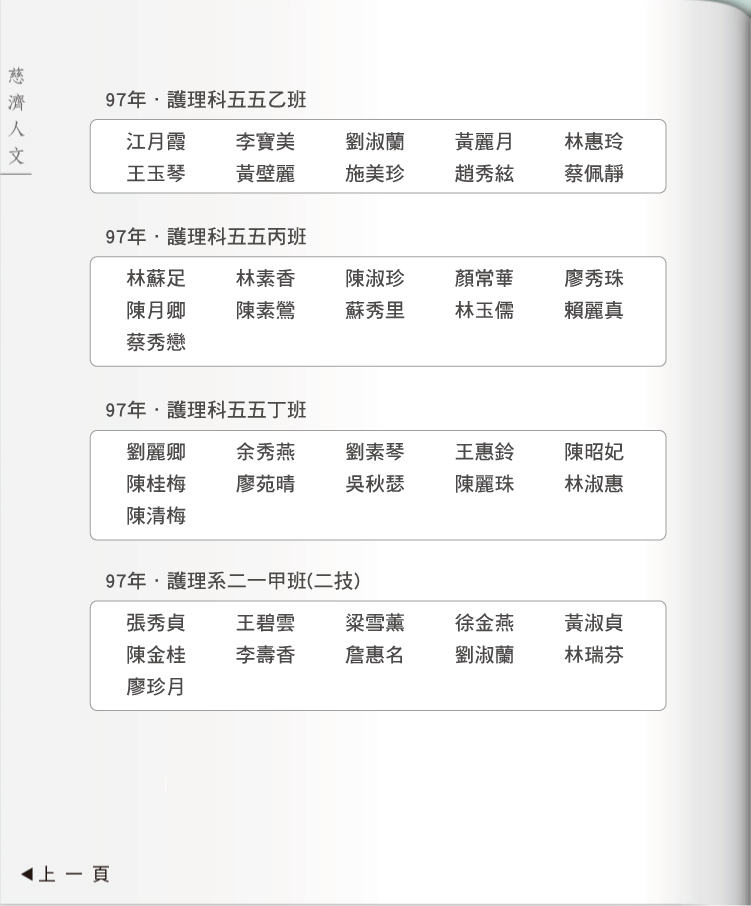 慈濟人文
97年．護理科五五乙班
江月霞 李寶美 劉淑蘭 黃麗月 林惠玲
王玉琴 黃壁麗 施美珍 趙秀絃 蔡佩靜
97年．護理科五五丙班
林蘇足 林素香 陳淑珍 顏常華 廖秀珠
陳月卿 陳素鶯 蘇秀里 林玉儒 賴麗真
蔡秀戀
97年．護理科五五丁班
劉麗卿 余秀燕 劉素琴 王惠鈴 陳昭妃
陳桂梅 廖苑晴 吳秋瑟 陳麗珠 林淑惠
陳清梅
97年．護理系二一甲班(二技)
張秀貞 王碧雲 梁雪薰 徐金燕 黃淑貞
陳金桂 李壽香 詹惠名 劉淑蘭 林瑞芬
廖珍月
◀上一頁